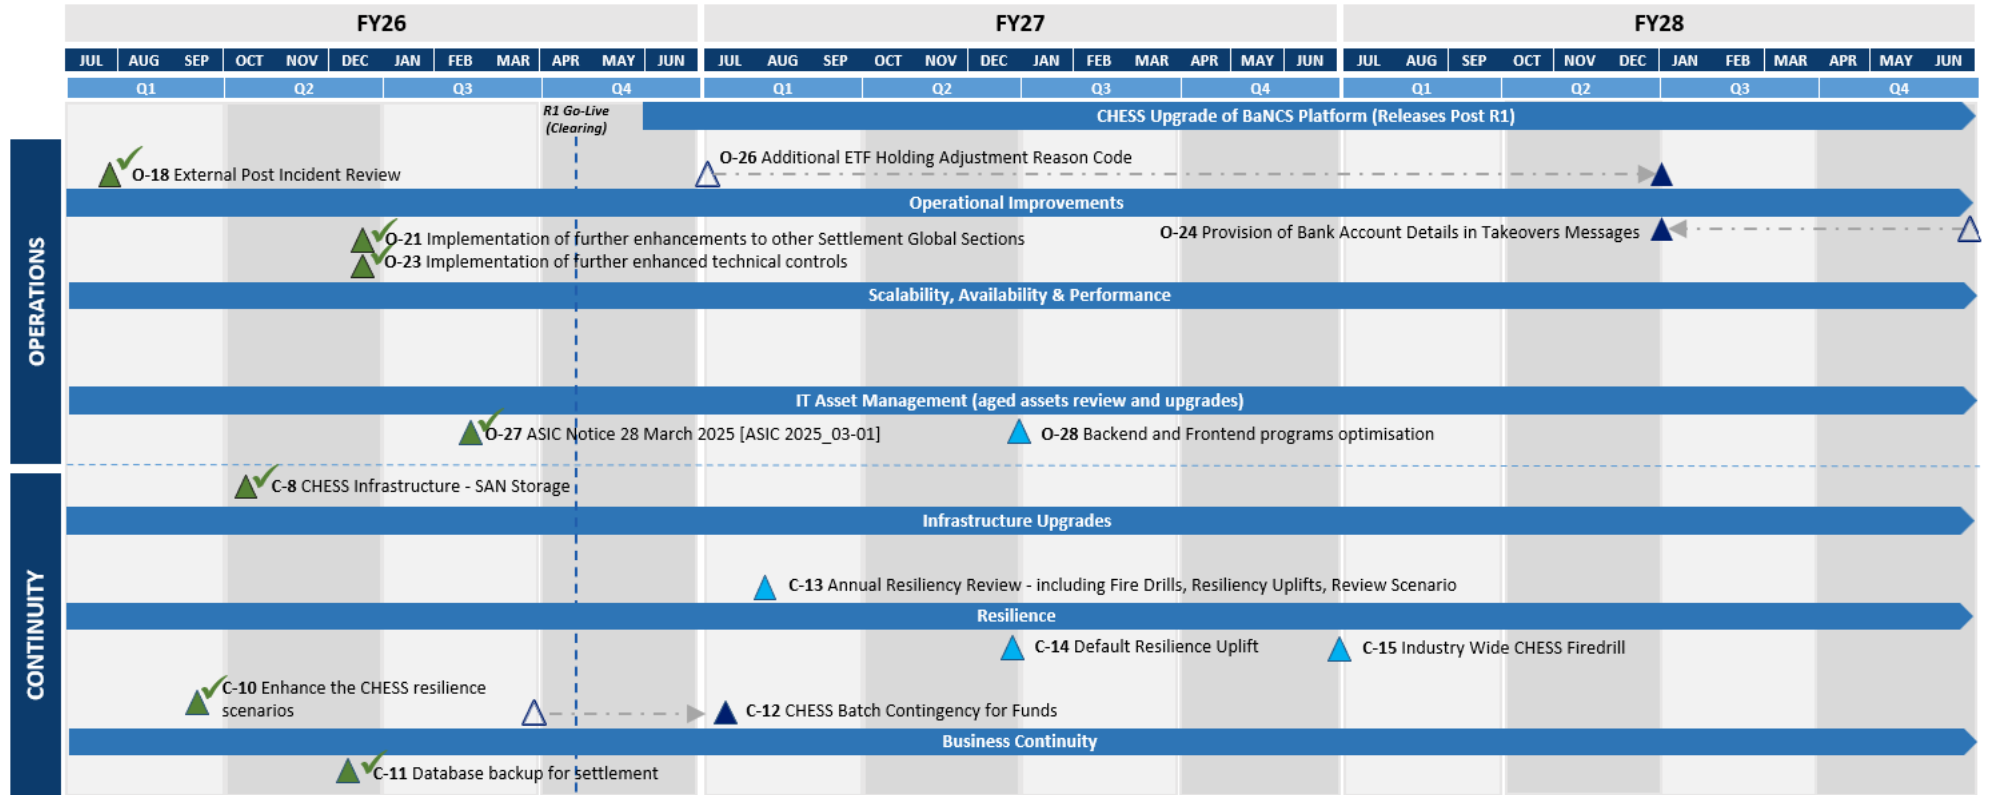 FY26 FY27 FY28
JUL AUG SEP OCT NOV DEC JAN FEB MAR APR MAY JUN JUL AUG SEP OCT NOV DEC JAN FEB MAR APR MAY JUN JUL AUG SEP OCT NOV DEC JAN FEB MAR APR MAY JUN
Q1 Q2 Q3 Q4 Q1 Q2 Q3 Q4 Q1 Q2 Q3 Q4
R1 Go-Live
(Clearing)
CHESS Upgrade of BaNCS Platform (Releases Post R1)
OPERATIONS
O-18 External Post Incident Review
O-26 Additional ETF Holding Adjustment Reason Code
Operational Improvements
O-21 Implementation of further enhancements to other Settlement Global Sections
O-24 Provision of Bank Account Details in Takeovers Messages
O-23 Implementation of further enhanced technical controls
Scalability, Availability & Performance
IT Asset Management (aged assets review and upgrades)
O-27 ASIC Notice 28 March 2025 [ASIC 2025_03-01]
O-28 Backend and Frontend programs optimisation
CONTINUITY
C-8 CHESS Infrastructure - SAN Storage
Infrastructure Upgrades
C-13 Annual Resiliency Review - including Fire Drills, Resiliency Uplifts, Review Scenario
Resilience
C-14 Default Resilience Uplift
C-15 Industry Wide CHESS Firedrill
C-10 Enhance the CHESS resilience
scenarios
C-12 CHESS Batch Contingency for Funds
Business Continuity
C-11 Database backup for settlement